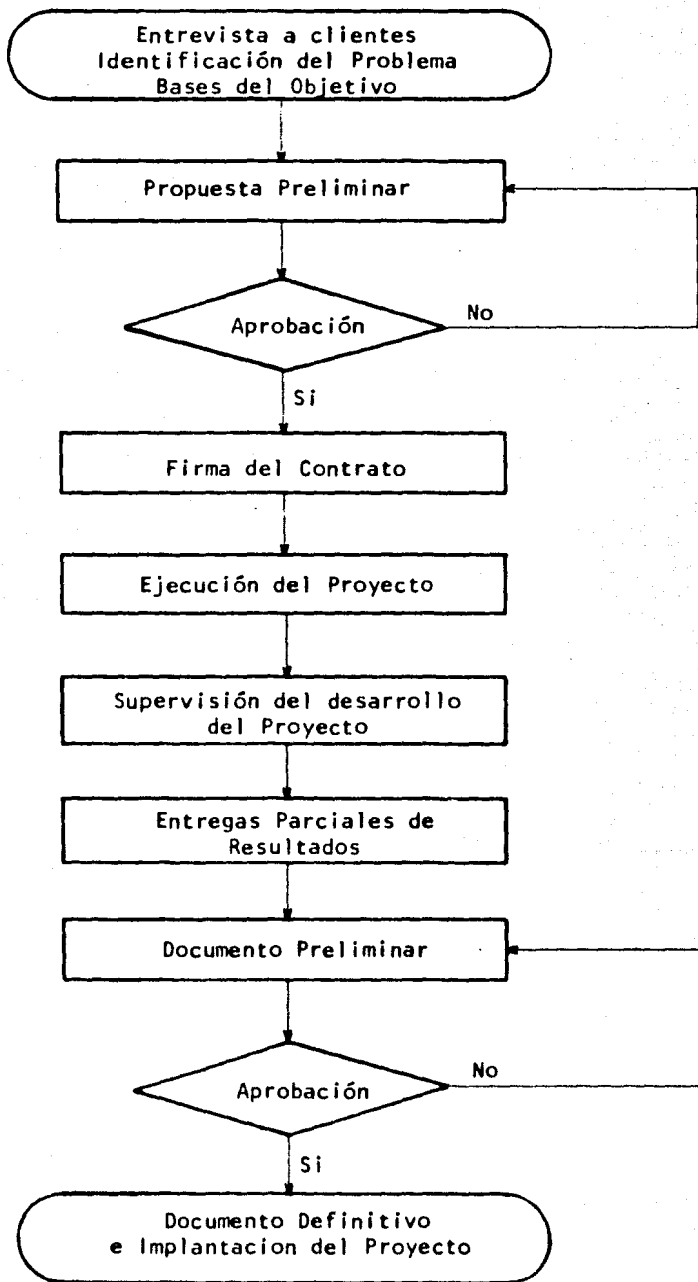 Entrevista a clientes
Identificación del Problema
Bases del Objetivo
Propuesta Preliminar
Aprobación
No
Si
Firma del Contrato
Ejecución del Proyecto
Supervisión del desarrollo
del Proyecto
Entregas Parciales de
Resultados
Documento Preliminar
Aprobación
No
Si
Documento Definitivo
e Implantacion del Proyecto